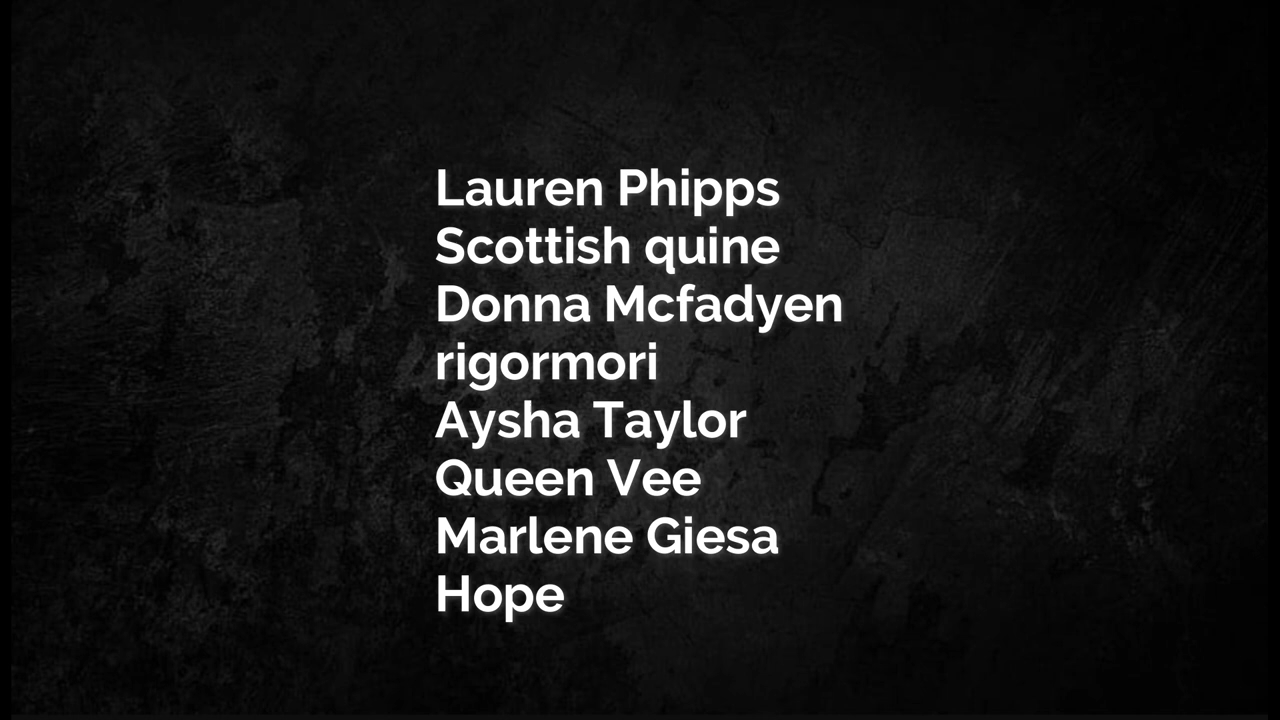 Lauren Phipps
Scottish quine
Donna Mcfadyen
rigormori
Aysha Taylor
Queen Vee
Marlene Giesa
Hope